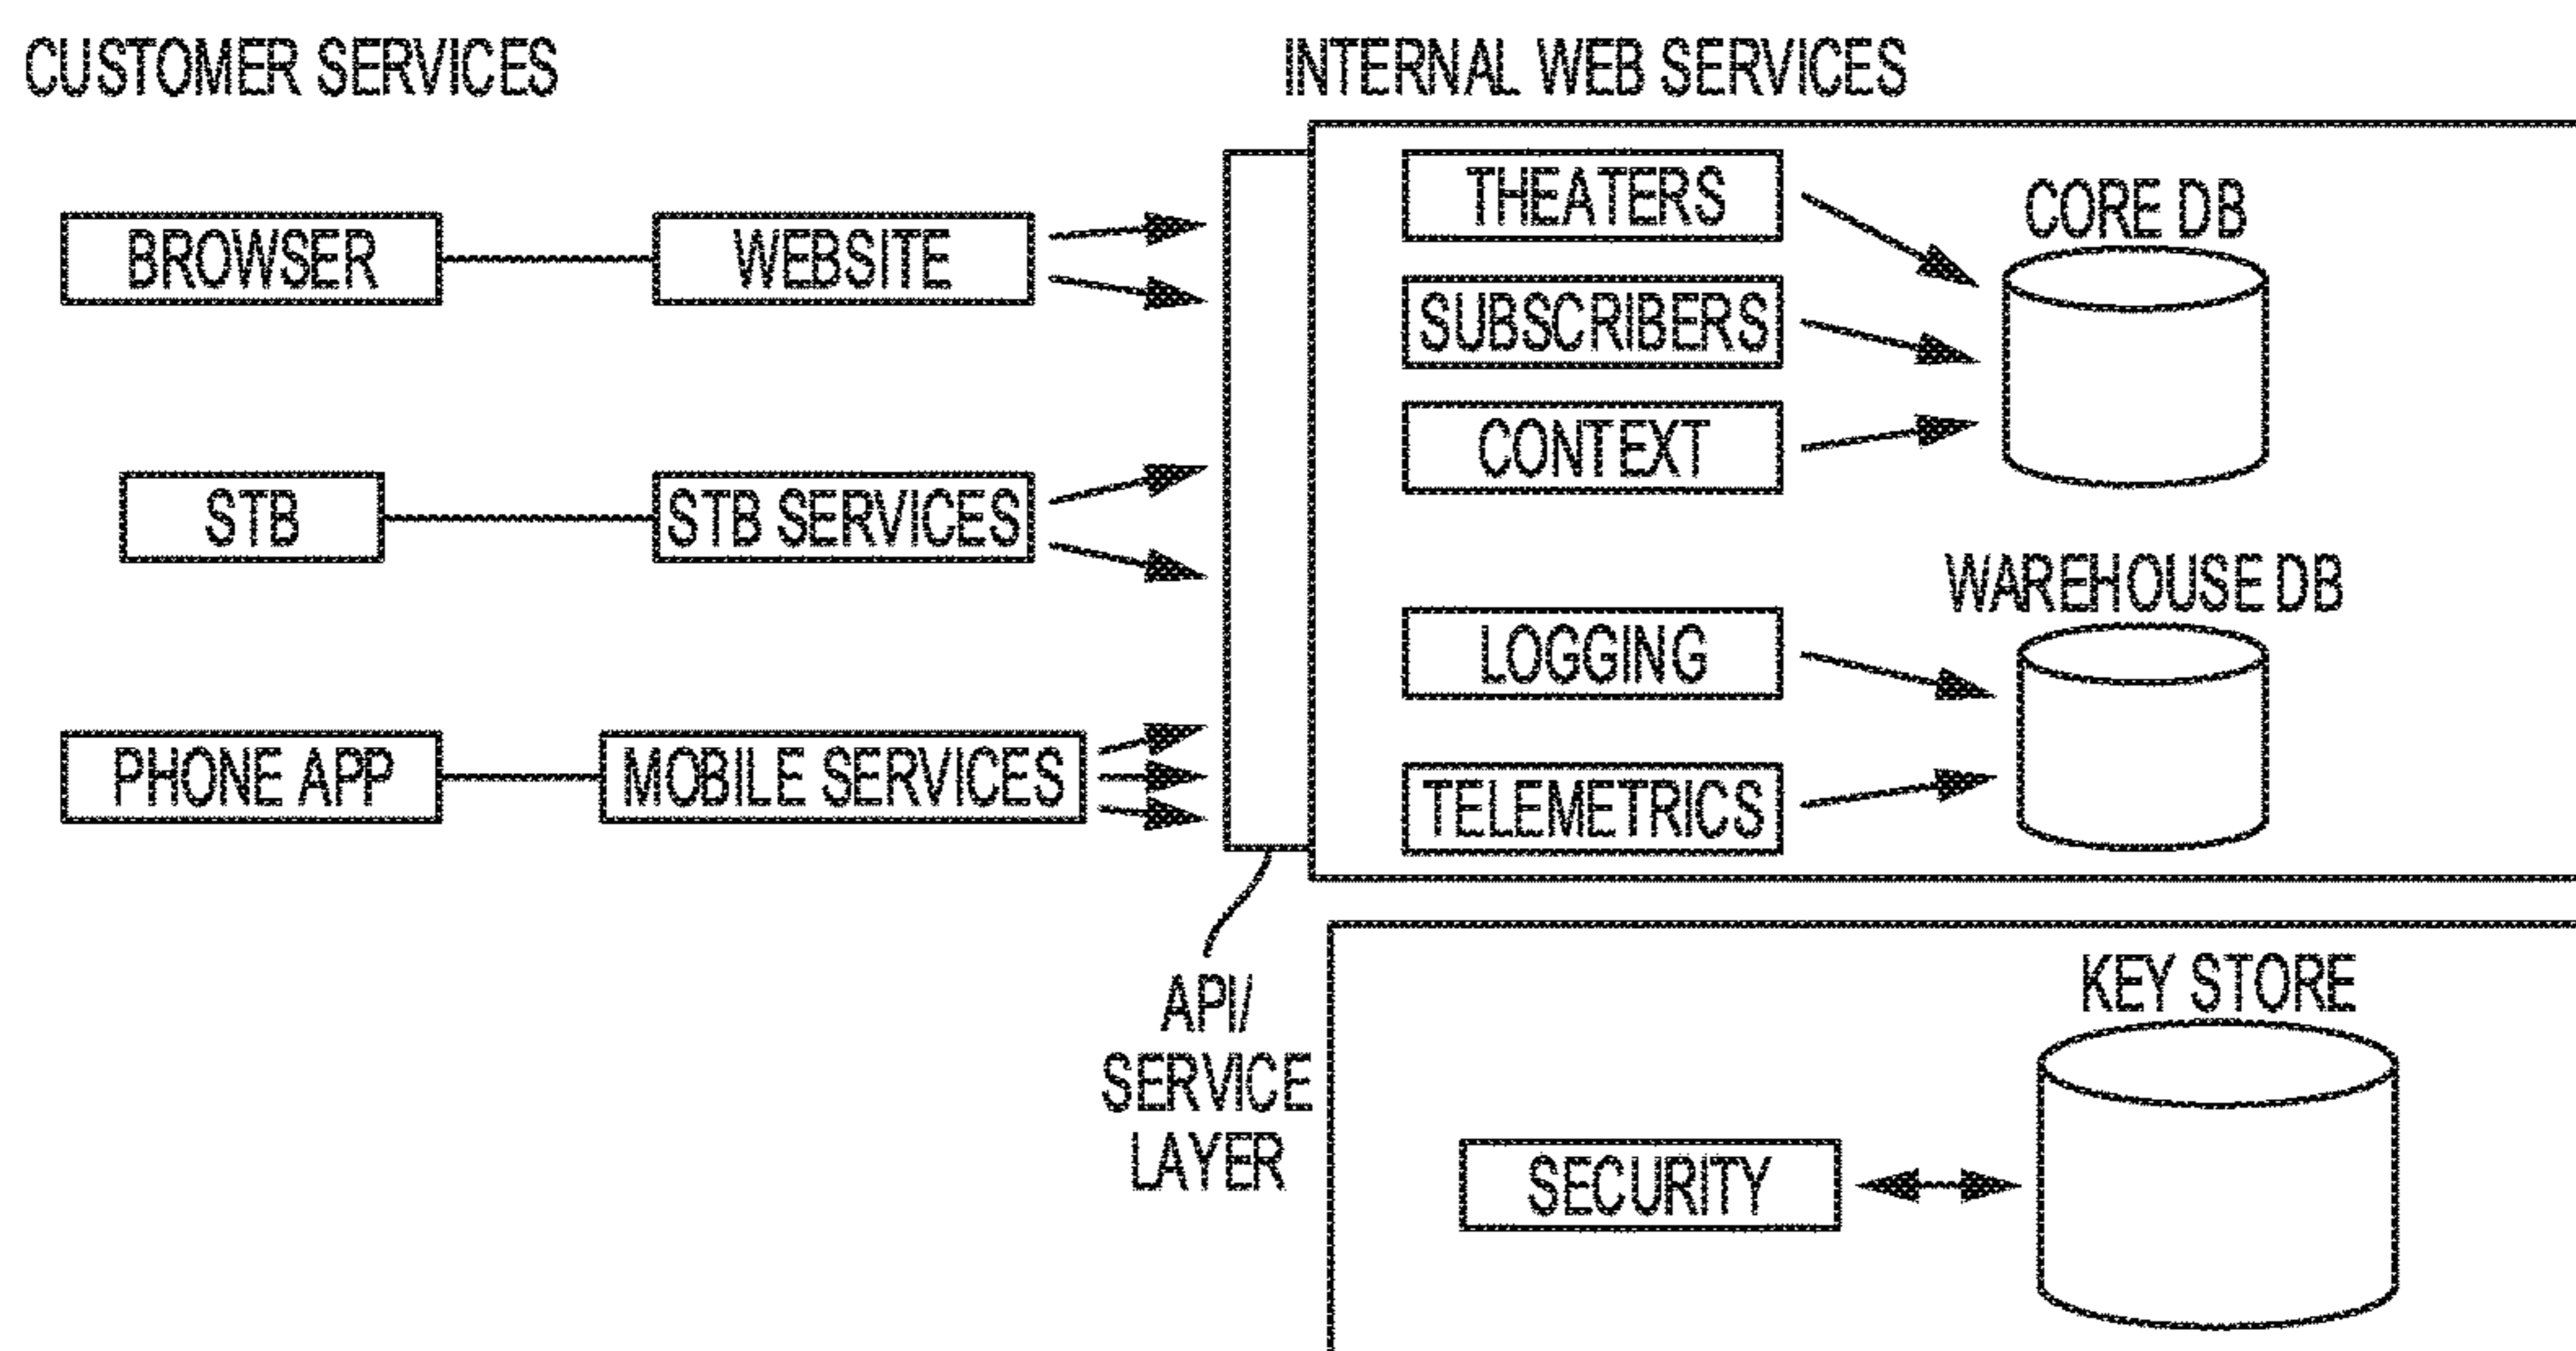 CUSTOMER SERVICES
INTERNAL WEB SERVICES
BROWSER
WEBSITE
STB
STB SERVICES
PHONE APP
MOBILE SERVICES
API/
SERVICE
LAYER
THEATERS
SUBSCRIBERS
CONTEXT
CORE DB
LOGGING
TELEMETRICS
WAREHOUSE DB
SECURITY
KEY STORE